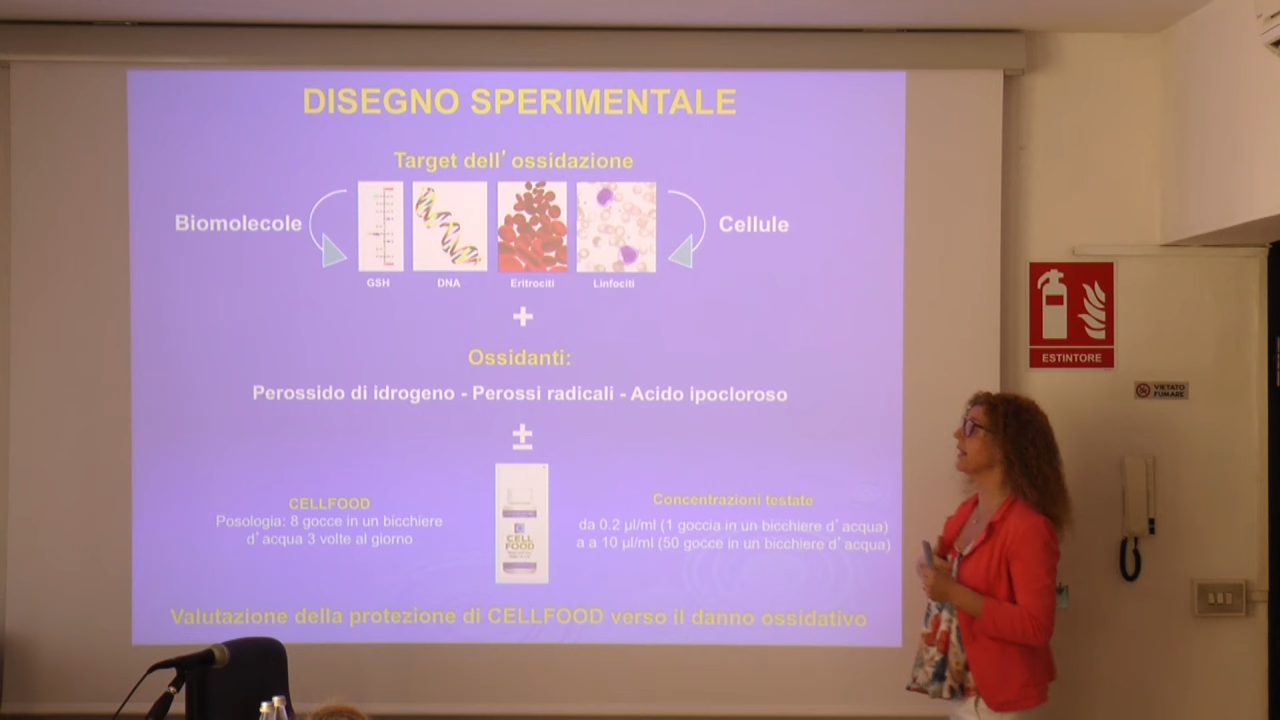 DISEGNO SPERIMENTALE
Target dell' ossidazione
Biomolecole
Cellule
GSH
DNA
Eritrociti
Linfociti
+
Ossidanti:
Perossido di idrogeno - Perossi radicali - Acido ipocloroso
±
CELLFOOD
Posologia: 8 gocce in un bicchiere
d' acqua 3 volte al giorno
CELL
FOOD
Concentrazioni testate
da 0.2 µl/ml (1 goccia in un bicchiere d' acqua)
a a 10 µl/ml (50 gocce in un bicchiere d' acqua)
Valutazione della protezione di CELLFOOD verso il danno ossidativo
ESTINTORE
VIETATO
FUMARE